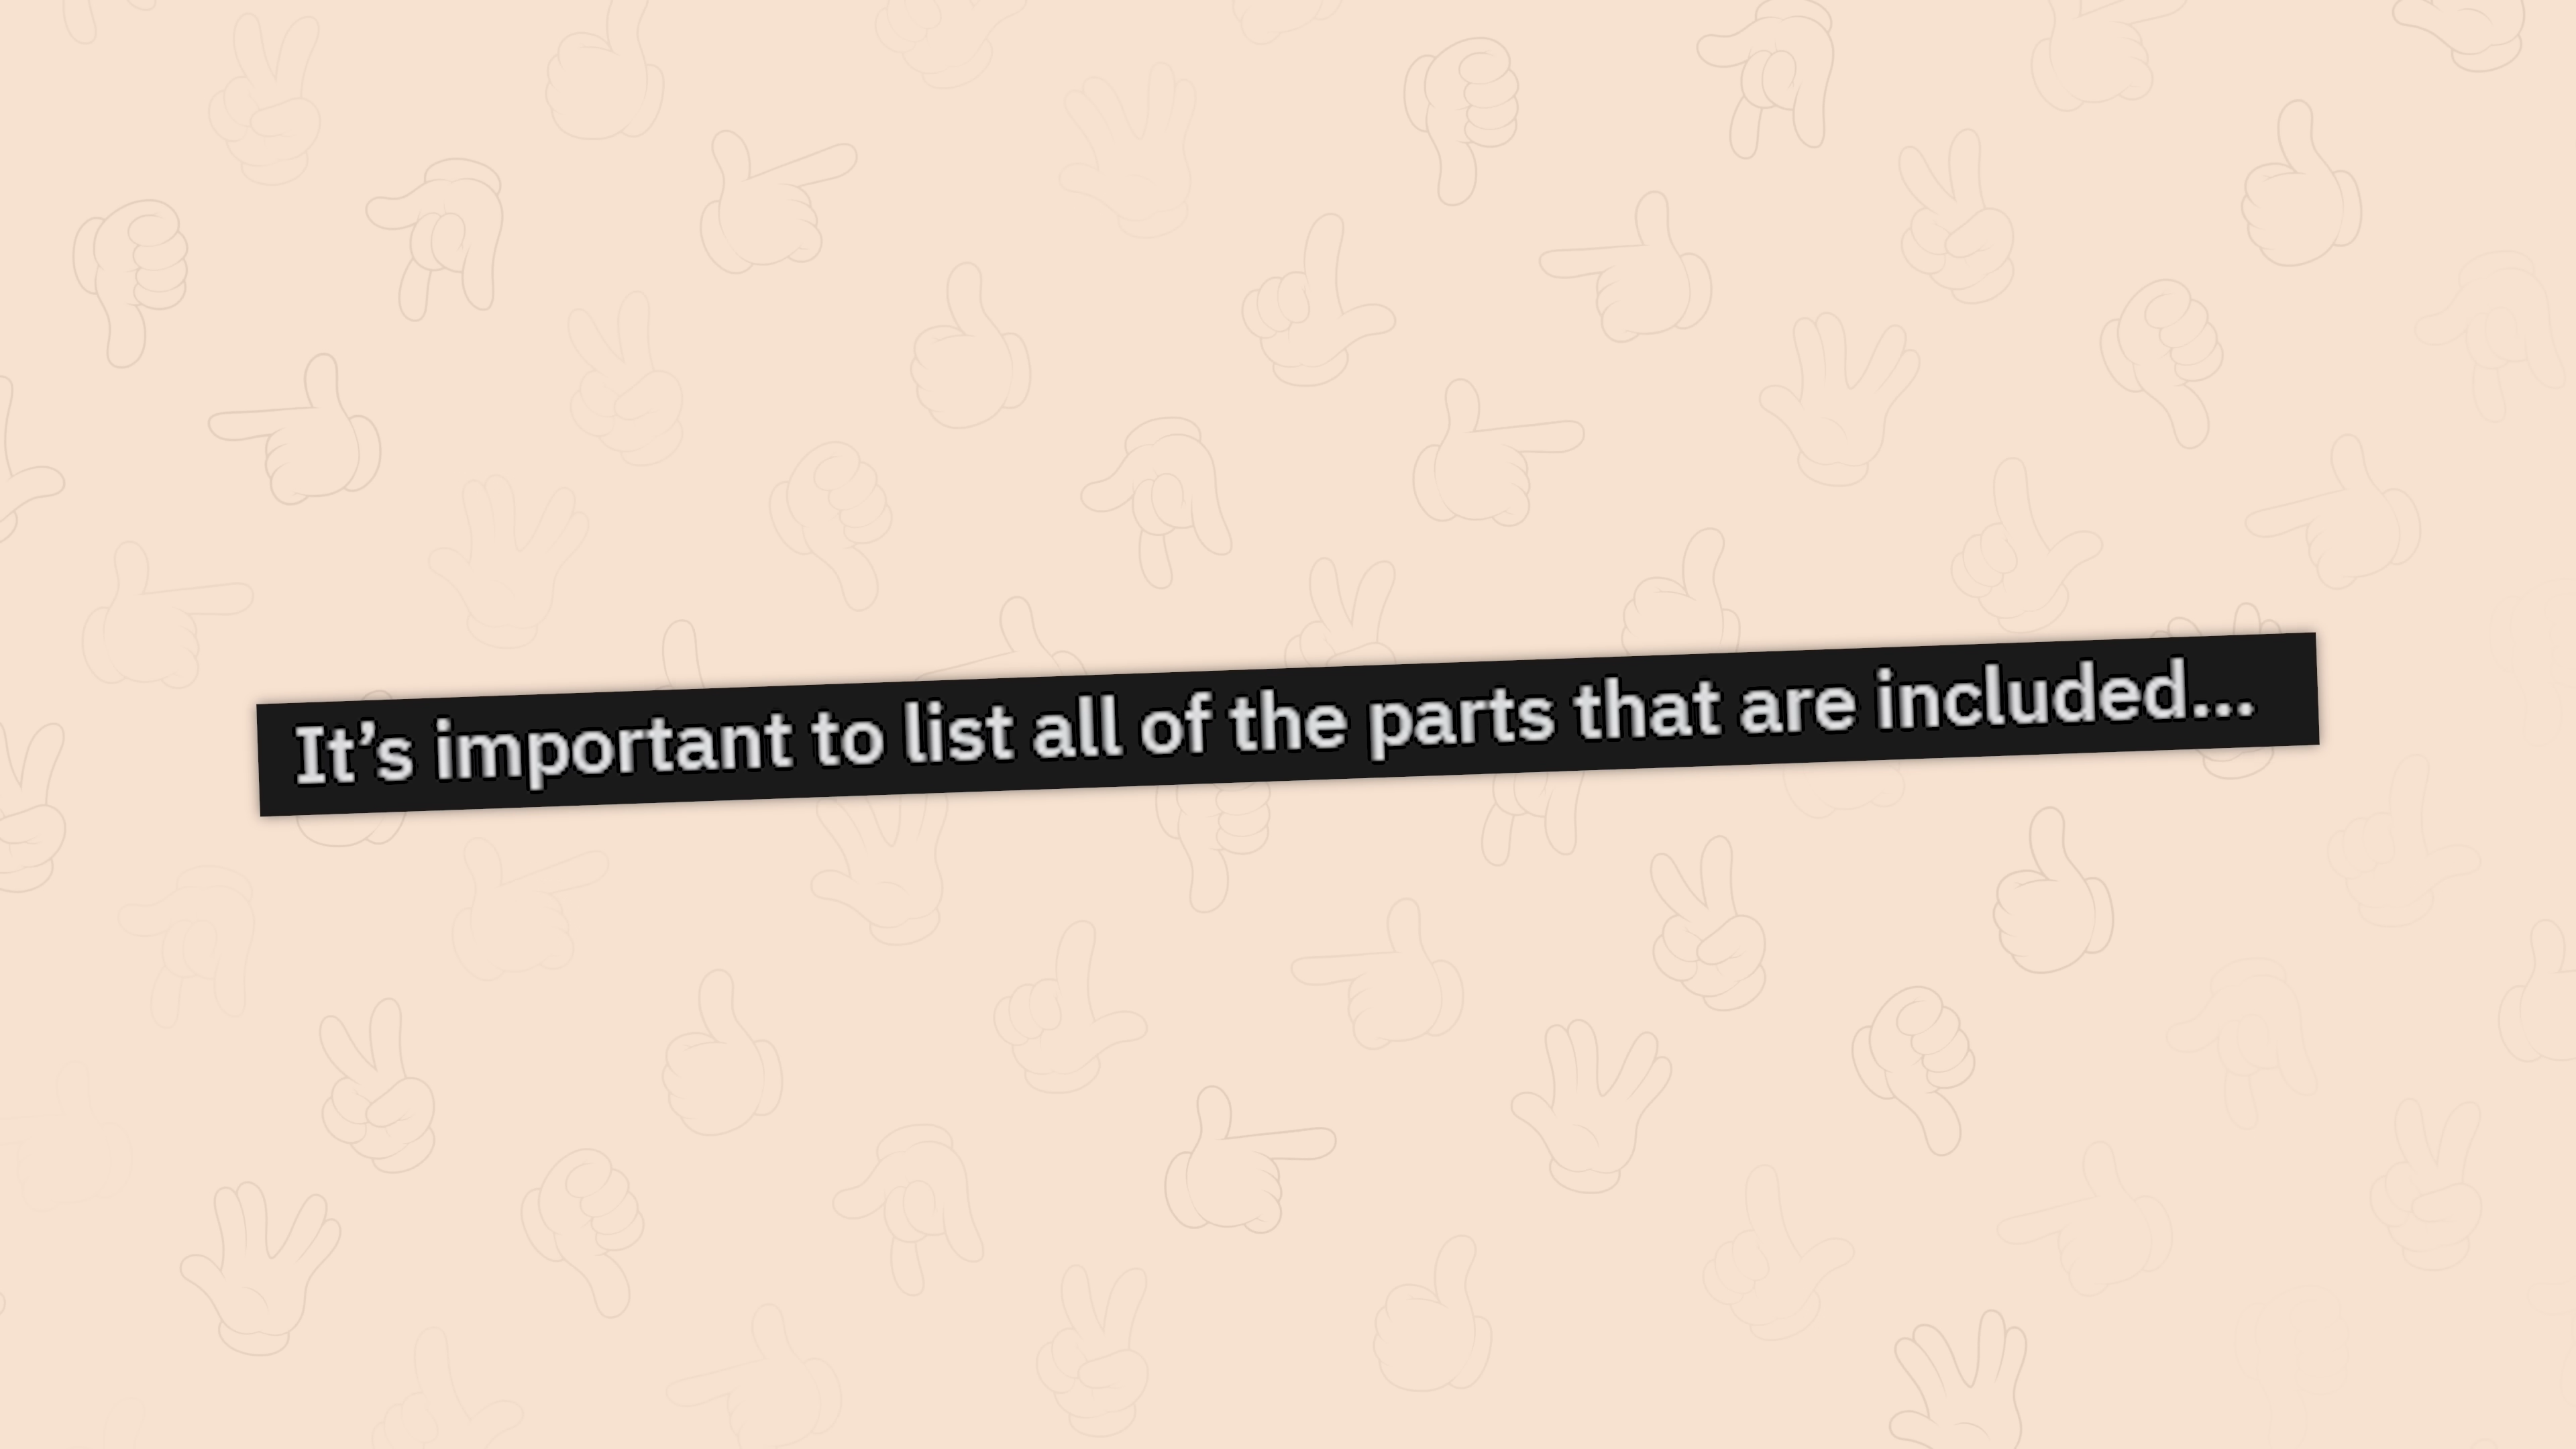 It’s important to list all of the parts that are included...